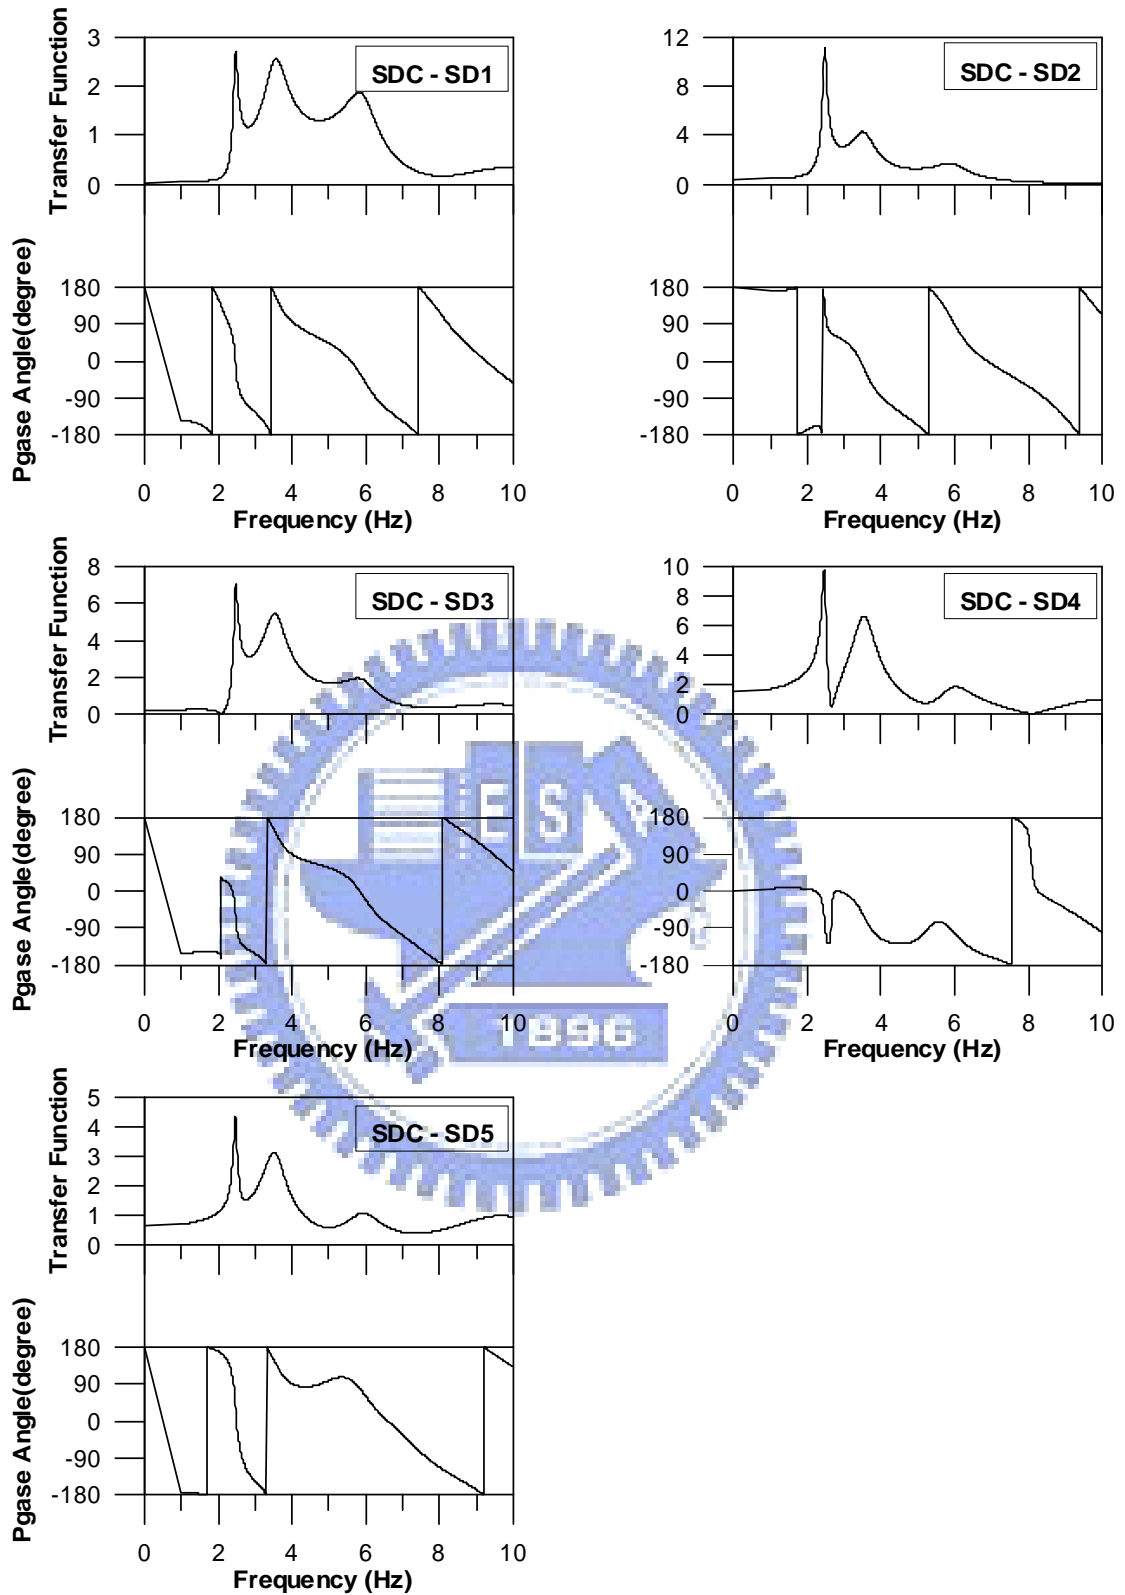 Transfer Function
3
2
1
0
SDC - SD1
Pgase Angle(degree)
180
90
0
-90
-180
0 2 4 6 8 10
Frequency (Hz)
12
8
4
0
SDC - SD2
180
90
0
-90
-180
0 2 4 6 8 10
Frequency (Hz)
Transfer Function
8
6
4
2
0
SDC - SD3
Pgase Angle(degree)
180
90
0
-90
-180
0 2 4 6 8 10
Frequency (Hz)
10
8
6
4
2
0
SDC - SD4
180
90
0
-90
-180
0 2 4 6 8 10
Frequency (Hz)
E S A
1896
Transfer Function
5
4
3
2
1
0
SDC - SD5
Pgase Angle(degree)
180
90
0
-90
-180
0 2 4 6 8 10
Frequency (Hz)